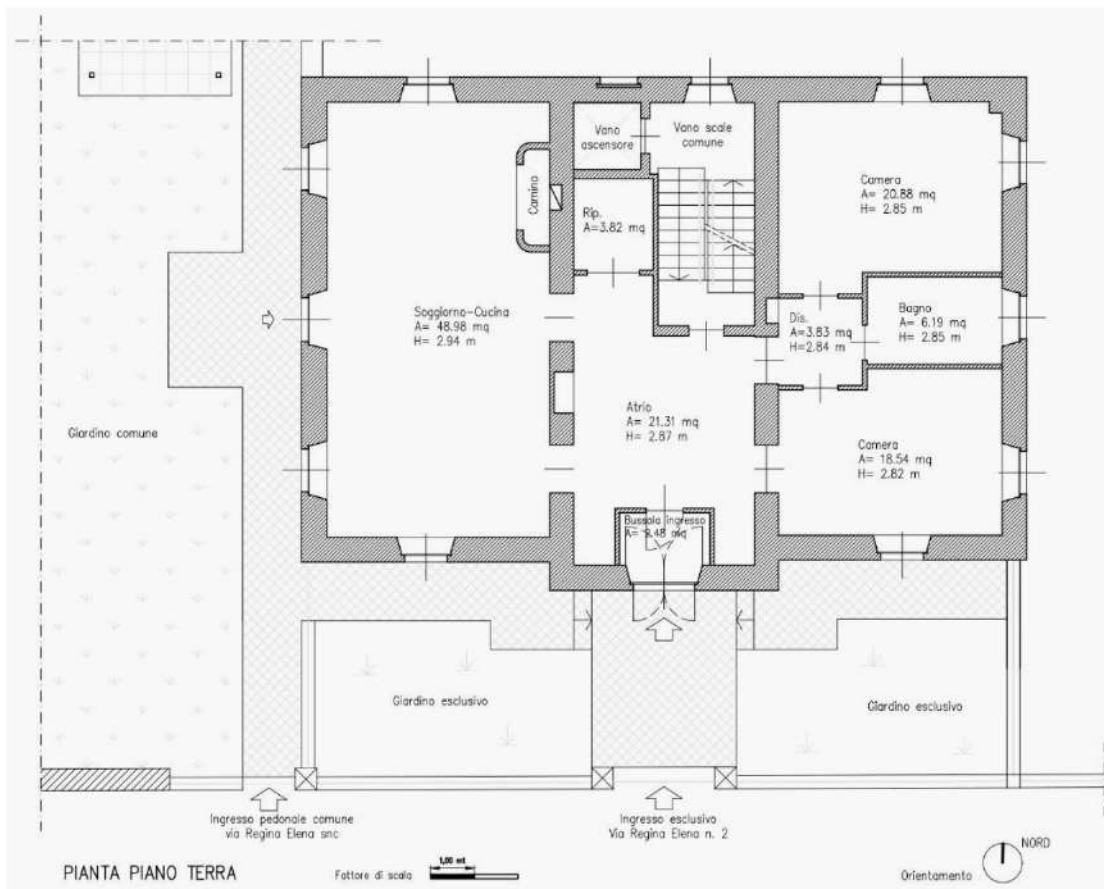 Vano
ascensore
Vano scale
comune
Camera
A= 20.88 mq
H= 2.85 m
Camino
Rip.
A=3.82 mq
Soggiorno-Cucina
A= 48.98 mq
H= 2.94 m
Dis.
A=3.83 mq
H=2.84 m
Bagno
A= 6.19 mq
H= 2.85 m
Giardino comune
Atrio
A= 21.31 mq
H= 2.87 m
Camera
A= 18.54 mq
H= 2.82 m
Bussola ingresso
A= 2.48 mq
Giardino esclusivo
Giardino esclusivo
Ingresso pedonale comune
via Regina Elena snc
Ingresso esclusivo
Via Regina Elena n. 2
PIANTA PIANO TERRA
Fattore di scala
1,00 mt
Orientamento
NORD